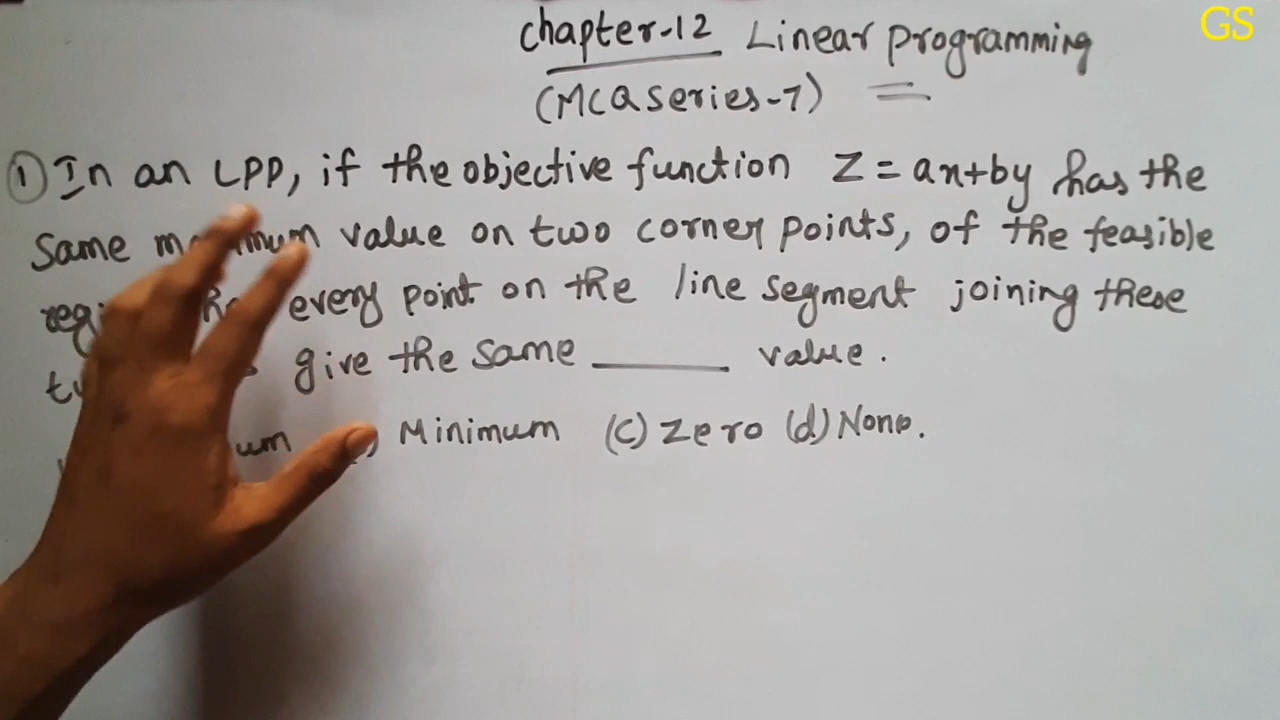 GS
Chapter-12 Linear programming
(MCQ Series-7)
① In an LPP, if the objective function Z = ax+by has the
Same value on two corner points, of the feasible
every point on the line segment joining these
give the same ______ value.
Minimum (c) Zero (d) None.